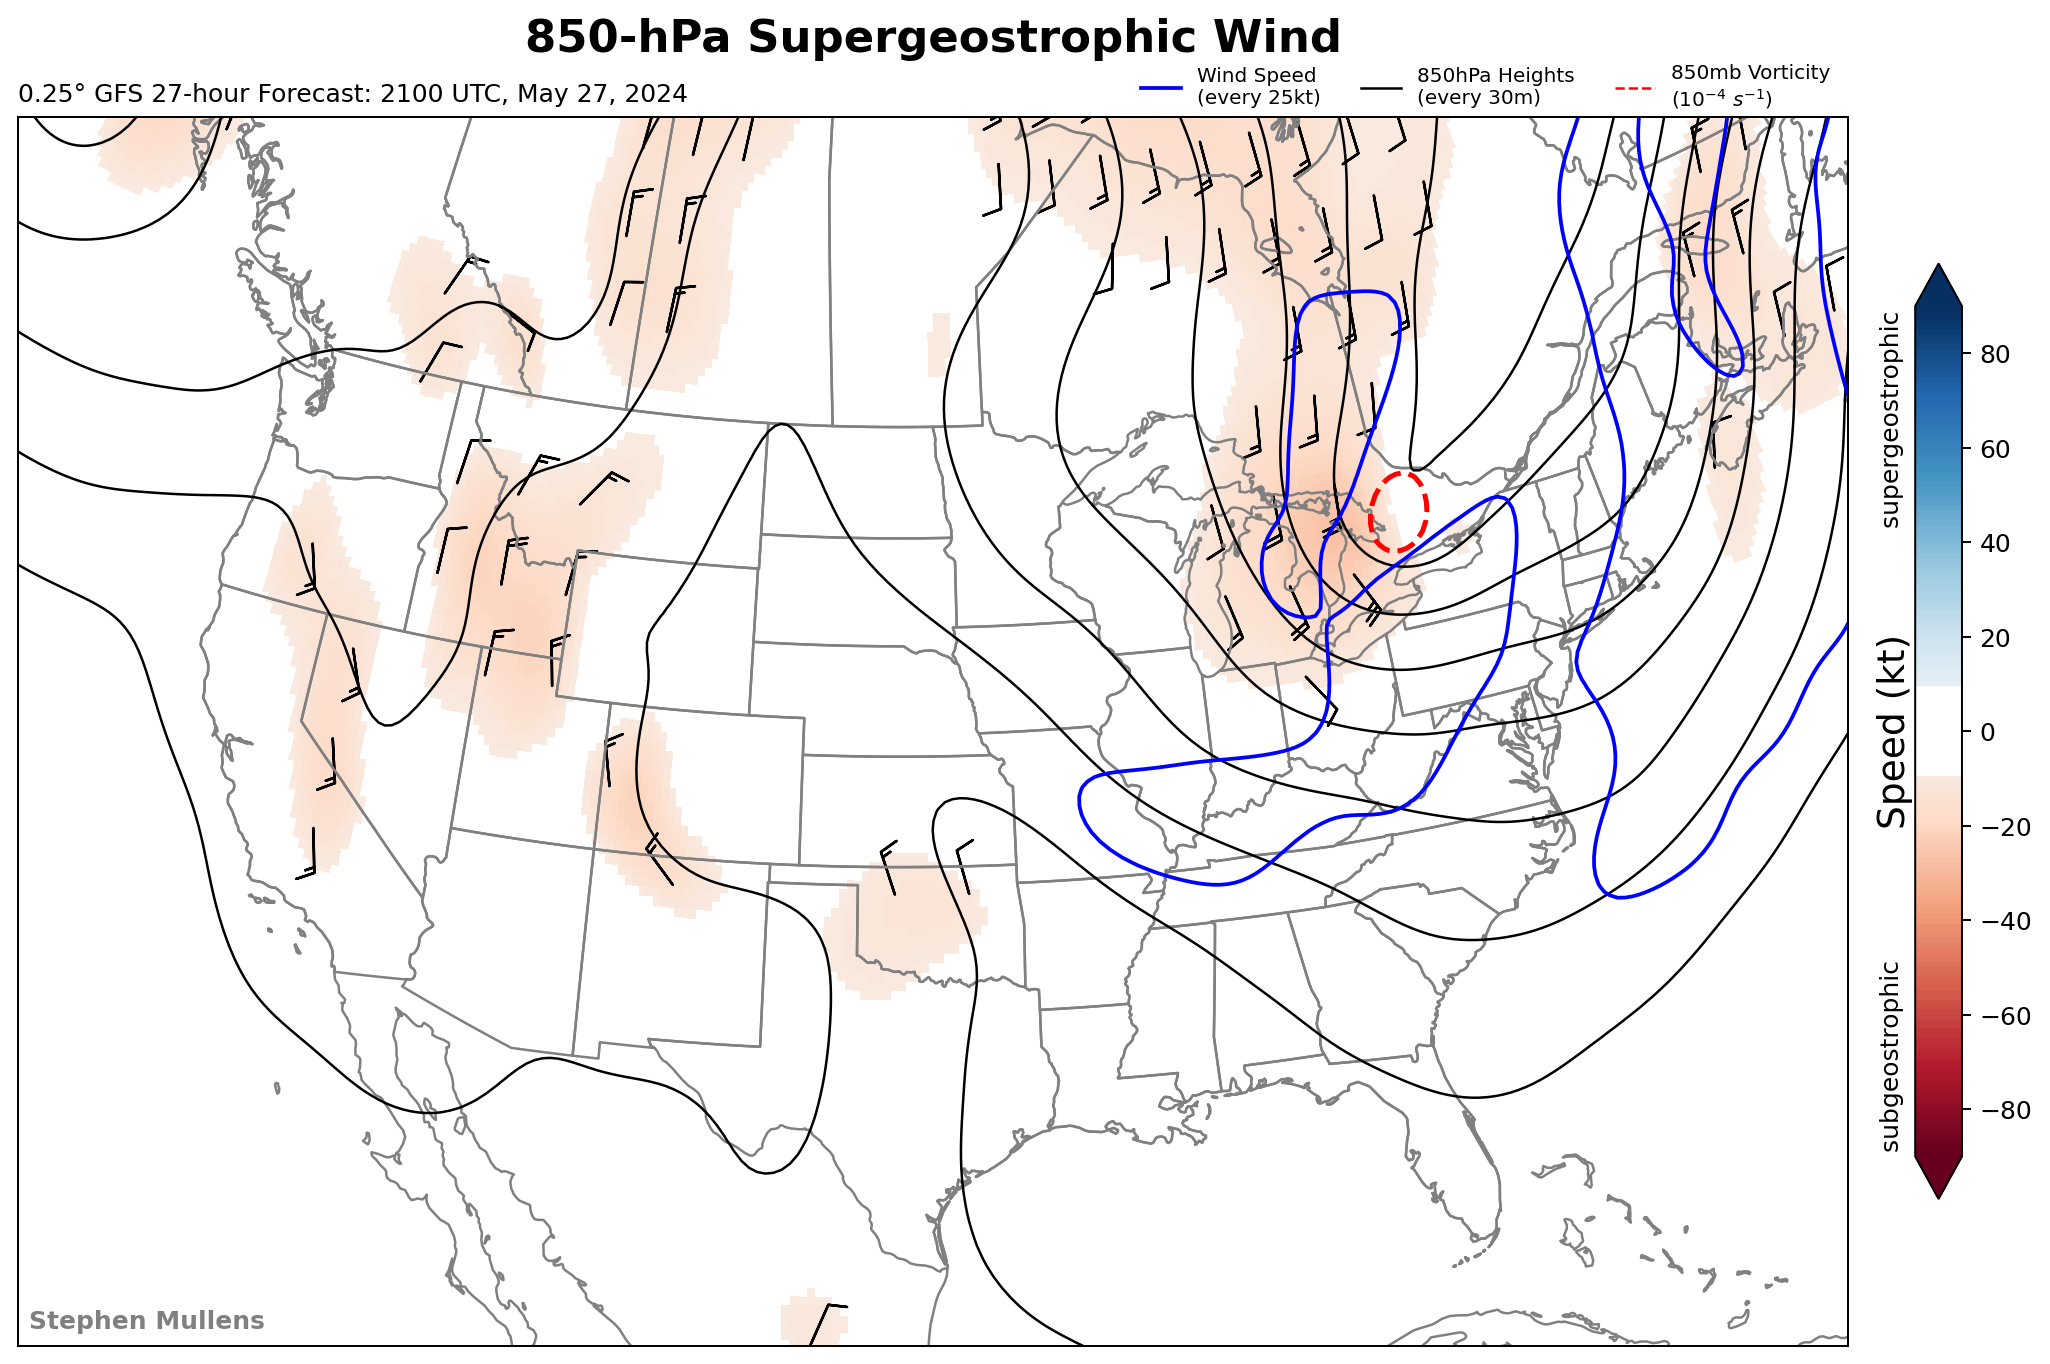 850-hPa Supergeostrophic Wind
0.25° GFS 27-hour Forecast: 2100 UTC, May 27, 2024
Wind Speed
(every 25kt)
850hPa Heights
(every 30m)
850mb Vorticity
(10⁻⁴ s⁻¹)
supergeostrophic
Speed (kt)
subgeostrophic
80
60
40
20
0
−20
−40
−60
−80
Stephen Mullens